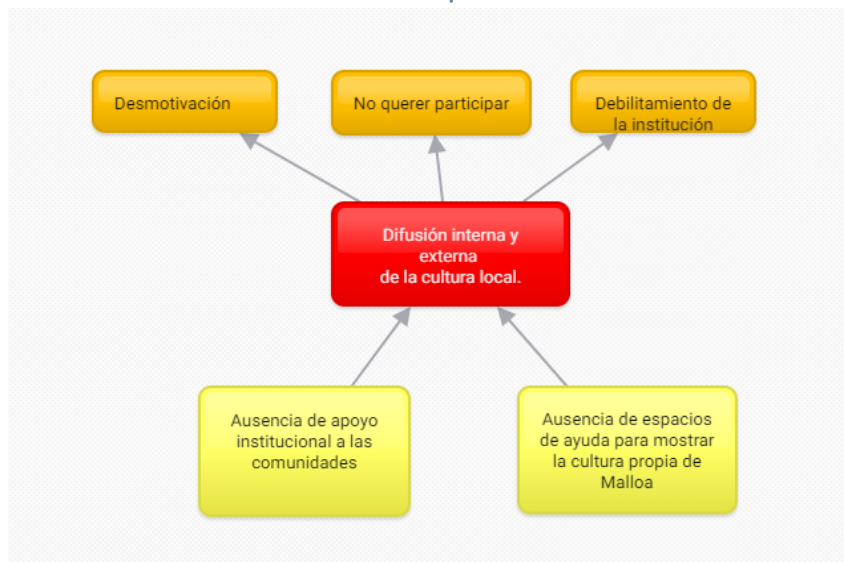 Desmotivación
No querer participar
Debilitamiento de
la institución
Difusión interna y
externa
de la cultura local.
Ausencia de apoyo
institucional a las
comunidades
Ausencia de espacios
de ayuda para mostrar
la cultura propia de
Malloa